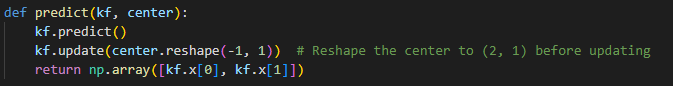 def predict(kf, center):
    kf.predict()
    kf.update(center.reshape(-1, 1))  # Reshape the center to (2, 1) before updating
    return np.array([kf.x[0], kf.x[1]])